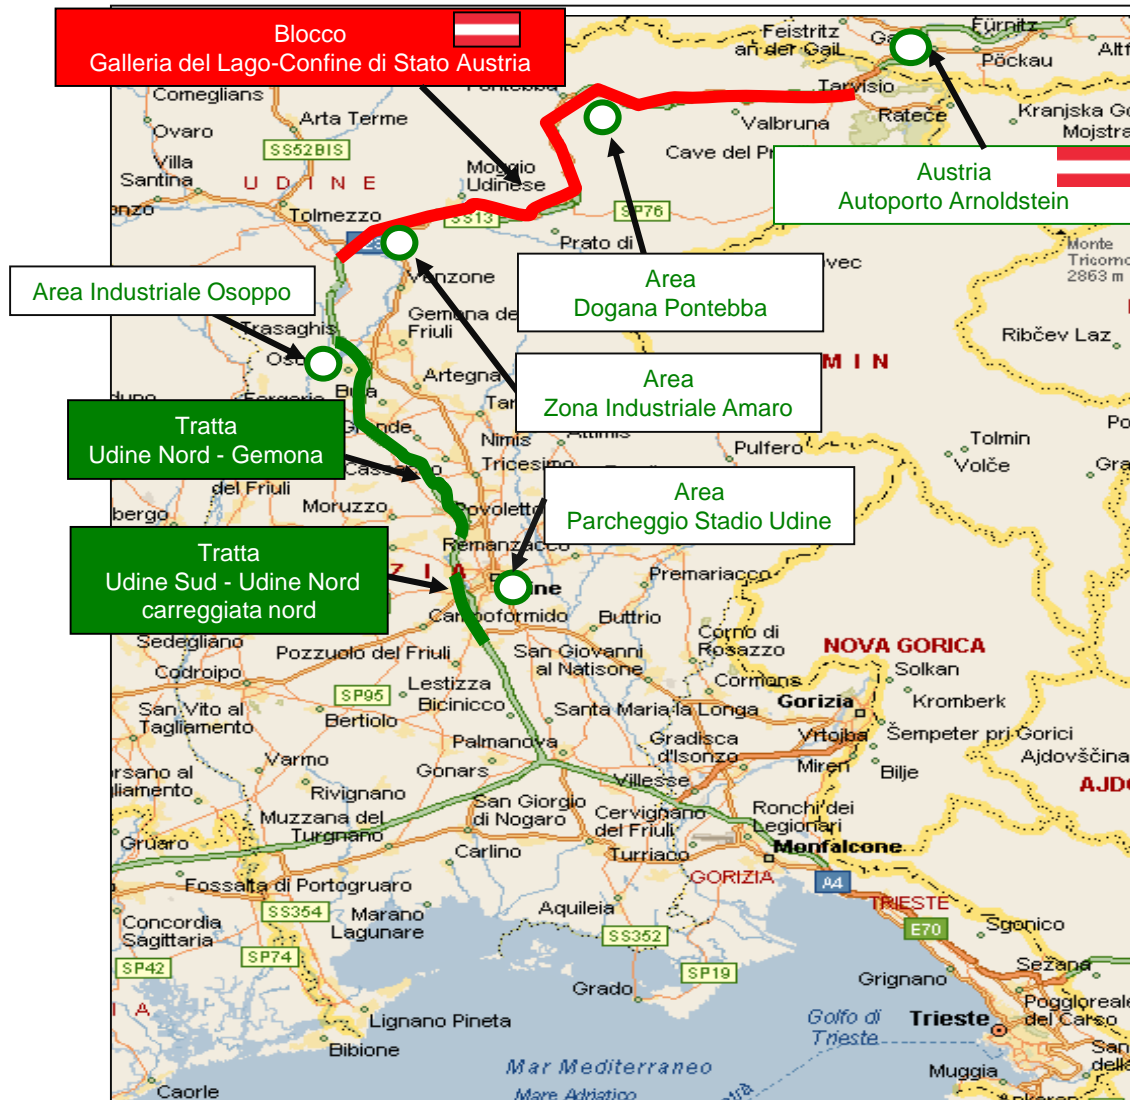 Blocco
Galleria del Lago-Confine di Stato Austria
Feistritz
an der Gail
Fürnitz
Pöckau
Comeglians
Tarvisio
Arta Terme
Valbruna
Rateče
Ovaro
SS52BIS
Villa
Santina
Moggio
Udinese
Austria
Autoporto Arnoldstein
UDINE
Tolmezzo
SS13
SP76
Prato di
Monte
2863 m
Area Industriale Osoppo
Venzone
Area
Dogana Pontebba
Trasaghis
Gemona de
Friuli
Ribčev Laz
Artegna
Area
Zona Industriale Amaro
MIN
Tratta
Udine Nord - Gemona
Nimis
Attimis
Pulfero
Tolmin
Volče
Tricesimo
del Friuli
Moruzzo
Povoletto
Area
Parcheggio Stadio Udine
Tratta
Udine Sud - Udine Nord
carreggiata nord
Remanzacco
ZIA
Premariacco
Campoformido
Buttrio
Sedegliano
Pozzuolo del Friuli
San Giovanni
al Natisone
Corno di
Rosazzo
NOVA GORICA
Codroipo
SP95
Lestizza
Cormons
Solkan
Gorizia
Kromberk
San Vito al
Tagliamento
Bertiolo
Bicinicco
Santa Maria la Longa
Vrtojba
Šempeter pri Gorici
Palmanova
Gradisca
d'Isonzo
Miren
Bilje
Ajdovščina
Varmo
Gonars
Villesse
Rivignano
San Giorgio
di Nogaro
Cervignano
del Friuli
Ronchi dei
Legionari
Muzzana del
Turgnano
Gruaro
Carlino
Turriaco
Monfalcone
Fossalta di Portogruaro
GORIZIA
A4
TRIESTE
SS354
Marano
Lagunare
Aquileia
Concordia
Sagittaria
SS352
E70
Sgonico
SP42
SP74
SP19
Grado
Grignano
Sezana
Lignano Pineta
Golfo di
Trieste
Trieste
Poggioreale
del Carso
Bibione
Mar Mediterraneo
Muggia
Caorle
Mare Adriatico